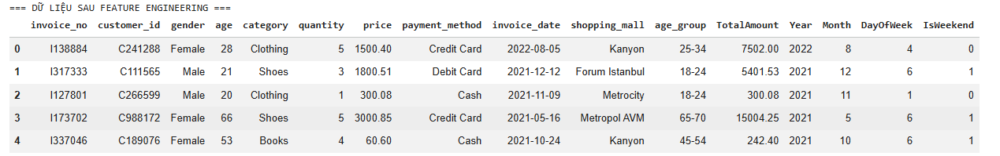 === DỮ LIỆU SAU FEATURE ENGINEERING ===
invoice_no customer_id gender age category quantity price payment_method invoice_date shopping_mall age_group TotalAmount Year Month DayOfWeek IsWeekend
0 I138884 C241288 Female 28 Clothing 5 1500.40 Credit Card 2022-08-05 Kanyon 25-34 7502.00 2022 8 4 0
1 I317333 C111565 Male 21 Shoes 3 1800.51 Debit Card 2021-12-12 Forum Istanbul 18-24 5401.53 2021 12 6 1
2 I127801 C266599 Male 20 Clothing 1 300.08 Cash 2021-11-09 Metrocity 18-24 300.08 2021 11 1 0
3 I173702 C988172 Female 66 Shoes 5 3000.85 Credit Card 2021-05-16 Metropol AVM 65-70 15004.25 2021 5 6 1
4 I337046 C189076 Female 53 Books 4 60.60 Cash 2021-10-24 Kanyon 45-54 242.40 2021 10 6 1